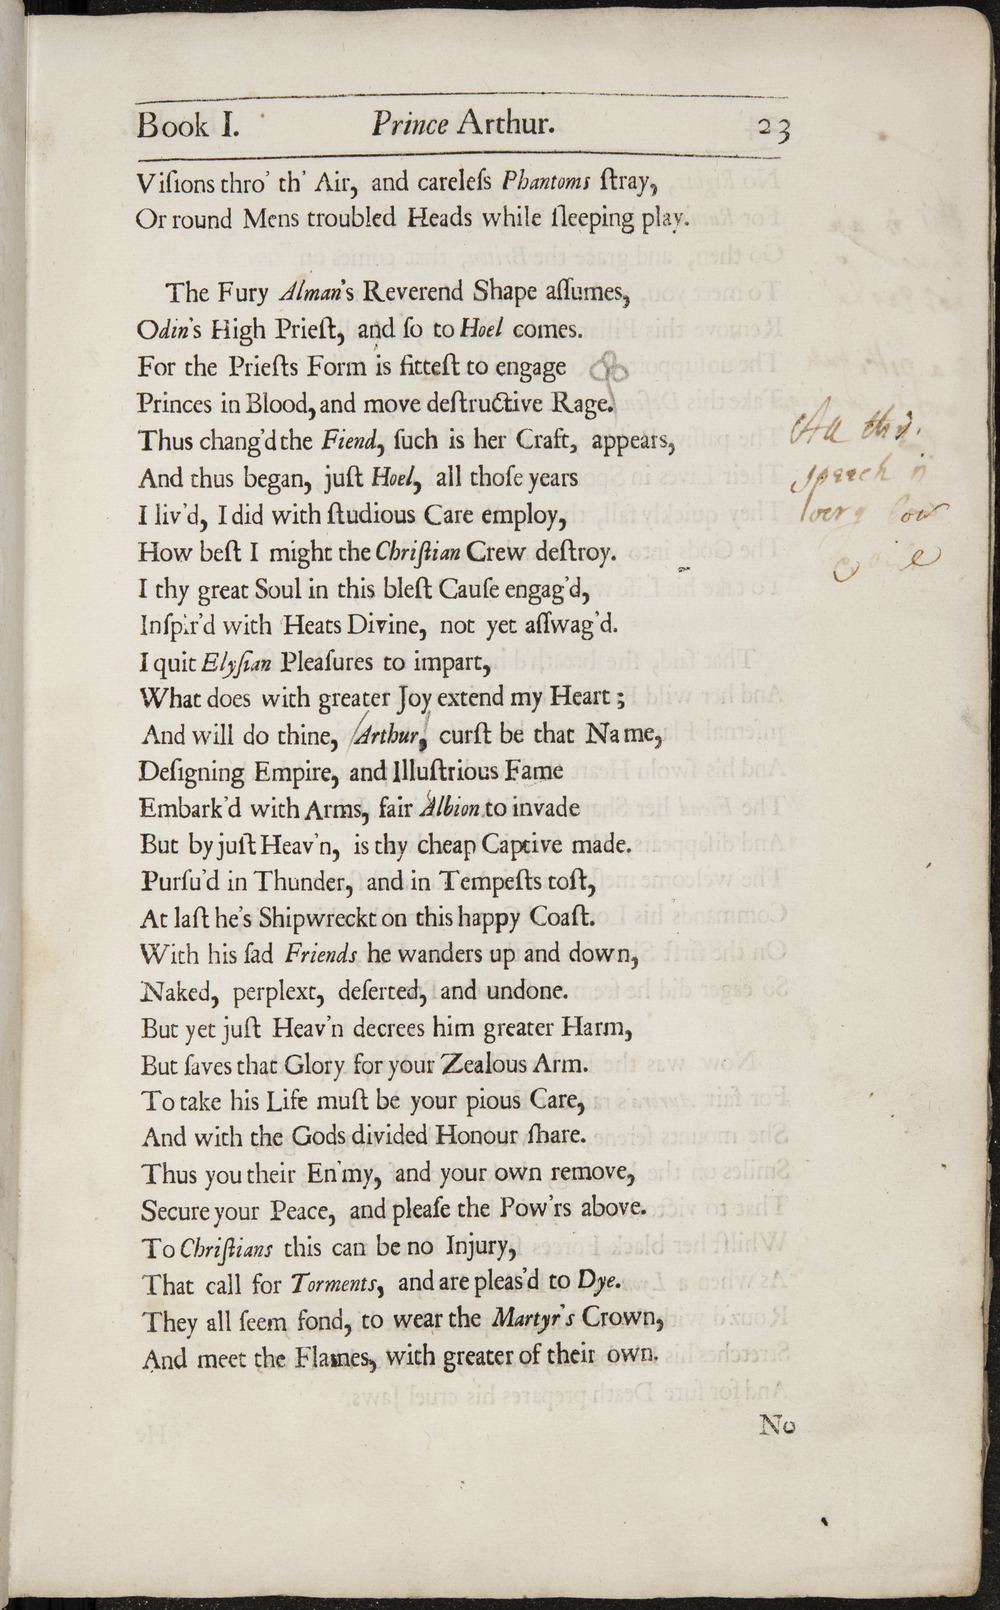 Book I. Prince Arthur. 23
Viſions thro' th' Air, and careleſs Phantoms ſtray,
Or round Mens troubled Heads while ſleeping play.
The Fury Alman's Reverend Shape aſſumes,
Odin's High Prieſt, and ſo to Hoel comes.
For the Prieſts Form is fitteſt to engage
Princes in Blood, and move deſtructive Rage.
Thus chang'd the Fiend, ſuch is her Craft, appears,
And thus began, juſt Hoel, all thoſe years
I liv'd, I did with ſtudious Care employ,
How beſt I might the Chriſtian Crew deſtroy.
I thy great Soul in this bleſt Cauſe engag'd,
Inſpir'd with Heats Divine, not yet aſſwag'd.
I quit Elyſian Pleaſures to impart,
What does with greater Joy extend my Heart;
And will do thine, Arthur, curſt be that Name,
Deſigning Empire, and Illuſtrious Fame
Embark'd with Arms, fair Albion to invade
But by juſt Heav'n, is thy cheap Captive made.
Purſu'd in Thunder, and in Tempeſts toſt,
At laſt he's Shipwreckt on this happy Coaſt.
With his ſad Friends he wanders up and down,
Naked, perplext, deſerted, and undone.
But yet juſt Heav'n decrees him greater Harm,
But ſaves that Glory for your Zealous Arm.
To take his Life muſt be your pious Care,
And with the Gods divided Honour ſhare.
Thus you their En'my, and your own remove,
Secure your Peace, and pleaſe the Pow'rs above.
To Chriſtians this can be no Injury,
That call for Torments, and are pleas'd to Dye.
They all ſeem fond, to wear the Martyr's Crown,
And meet the Flames, with greater of their own.
No
All this
speech is
very low